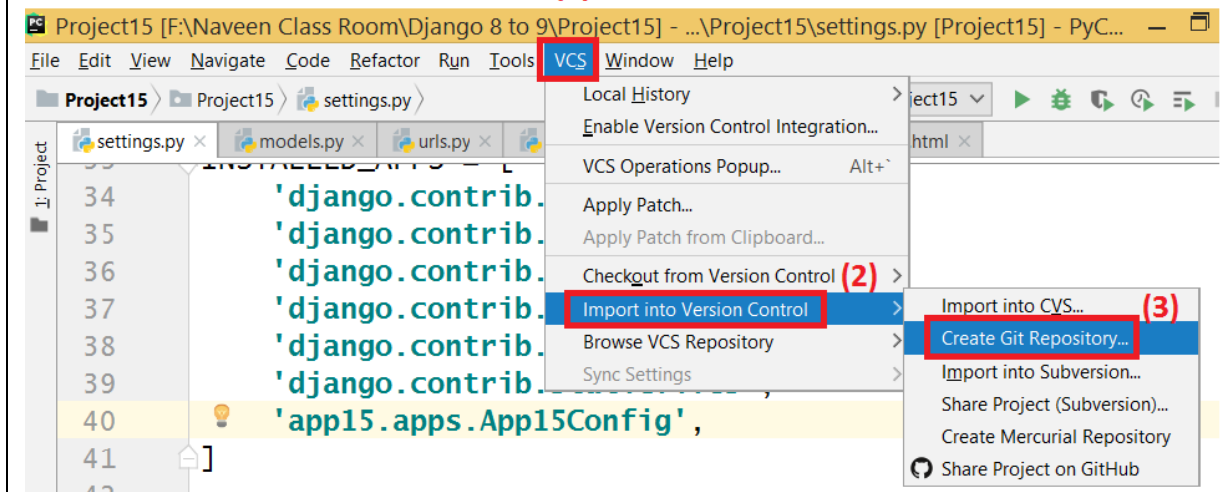 Project15 [F:\Naveen Class Room\Django 8 to 9\Project15] - ...\Project15\settings.py [Project15] - PyC...
File Edit View Navigate Code Refactor Run Tools VCS Window Help
Project15 Project15 settings.py
Local History
ject15
Enable Version Control Integration...
settings.py models.py urls.py .html
1: Project
VCS Operations Popup... Alt+`
INSTALLED_APPS = [
34 'django.contrib.
Apply Patch...
35 'django.contrib.
Apply Patch from Clipboard...
36 'django.contrib.
Checkout from Version Control (2)
37 'django.contrib.
Import into Version Control
Import into CVS... (3)
38 'django.contrib.
Browse VCS Repository
Create Git Repository...
39 'django.contrib.
Sync Settings
Import into Subversion...
40 'app15.apps.App15Config',
Share Project (Subversion)...
Create Mercurial Repository
41 ]
Share Project on GitHub